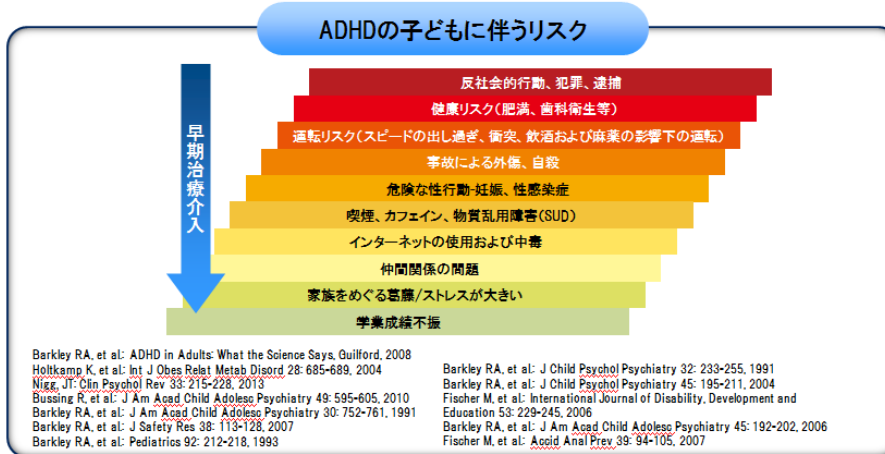 ADHDの子どもに伴うリスク
早期治療介入
反社会的行動、犯罪、逮捕
健康リスク(肥満、歯科衛生等)
運転リスク(スピードの出し過ぎ、衝突、飲酒および麻薬の影響下の運転)
事故による外傷、自殺
危険な性行動-妊娠、性感染症
喫煙、カフェイン、物質乱用障害(SUD)
インターネットの使用および中毒
仲間関係の問題
家族をめぐる葛藤/ストレスが大きい
学業成績不振
Barkley RA, et al: ADHD in Adults: What the Science Says, Guilford, 2008
Holtkamp K, et al: Int J Obes Relat Metab Disord 28: 685-689, 2004
Nigg, JT: Clin Psychol Rev 33: 215-228, 2013
Bussing R, et al: J Am Acad Child Adolesc Psychiatry 49: 595-605, 2010
Barkley RA, et al: J Am Acad Child Adolesc Psychiatry 30: 752-761, 1991
Barkley RA, et al: J Safety Res 38: 113-128, 2007
Barkley RA, et al: Pediatrics 92: 212-218, 1993
Barkley RA, et al: J Child Psychol Psychiatry 32: 233-255, 1991
Barkley RA, et al: J Child Psychol Psychiatry 45: 195-211, 2004
Fischer M, et al: International Journal of Disability, Development and
Education 53: 229-245, 2006
Barkley RA, et al: J Am Acad Child Adolesc Psychiatry 45: 192-202, 2006
Fischer M, et al: Accid Anal Prev 39: 94-105, 2007